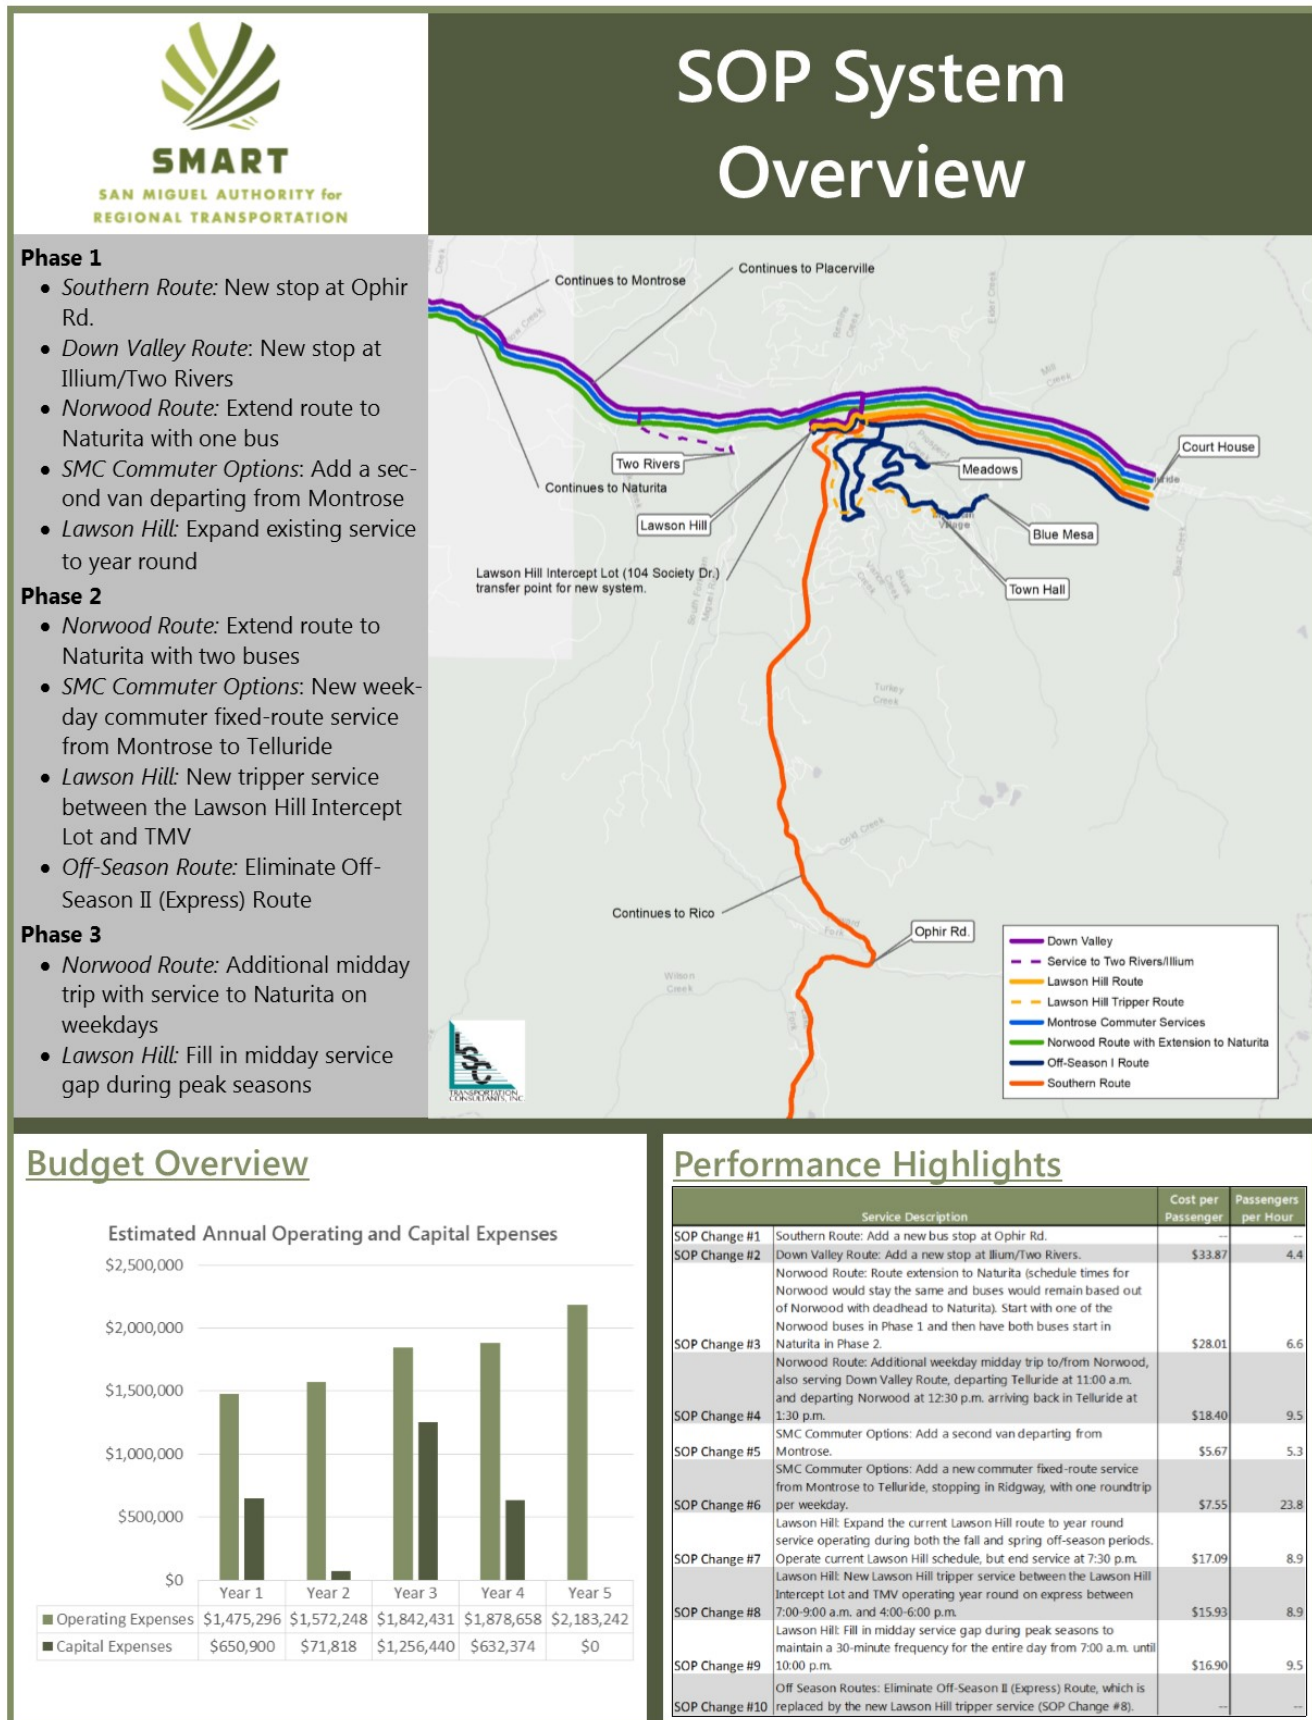 SMART
SAN MIGUEL AUTHORITY for
REGIONAL TRANSPORTATION
SOP System
Overview
Phase 1
• Southern Route: New stop at Ophir
Rd.
• Down Valley Route: New stop at
Illium/Two Rivers
• Norwood Route: Extend route to
Naturita with one bus
• SMC Commuter Options: Add a sec-
ond van departing from Montrose
• Lawson Hill: Expand existing service
to year round
Phase 2
• Norwood Route: Extend route to
Naturita with two buses
• SMC Commuter Options: New week-
day commuter fixed-route service
from Montrose to Telluride
• Lawson Hill: New tripper service
between the Lawson Hill Intercept
Lot and TMV
• Off-Season Route: Eliminate Off-
Season II (Express) Route
Phase 3
• Norwood Route: Additional midday
trip with service to Naturita on
weekdays
• Lawson Hill: Fill in midday service
gap during peak seasons
Continues to Montrose
Continues to Placerville
Mill
Creek
Court House
Two Rivers
Meadows
Continues to Naturita
Lawson Hill
Blue Mesa
Village
Lawson Hill Intercept Lot (104 Society Dr.)
transfer point for new system.
Town Hall
Bear Creek
Turkey
Creek
Gold Creek
Continues to Rico
Ophir Rd.
Wilson
Creek
Down Valley
Service to Two Rivers/Illium
Lawson Hill Route
Lawson Hill Tripper Route
Montrose Commuter Services
Norwood Route with Extension to Naturita
Off-Season I Route
Southern Route
LSC
TRANSPORTATION
CONSULTANTS, INC.
Budget Overview
Estimated Annual Operating and Capital Expenses
$2,500,000
$2,000,000
$1,500,000
$1,000,000
$500,000
$0
Year 1 Year 2 Year 3 Year 4 Year 5
Operating Expenses $1,475,296 $1,572,248 $1,842,431 $1,878,658 $2,183,242
Capital Expenses $650,900 $71,818 $1,256,440 $632,374 $0
Performance Highlights
Service Description Cost per Passenger Passengers per Hour
SOP Change #1 Southern Route: Add a new bus stop at Ophir Rd. -- --
SOP Change #2 Down Valley Route: Add a new stop at Ilium/Two Rivers. $33.87 4.4
Norwood Route: Route extension to Naturita (schedule times for
Norwood would stay the same and buses would remain based out
of Norwood with deadhead to Naturita). Start with one of the
Norwood buses in Phase 1 and then have both buses start in
SOP Change #3 Naturita in Phase 2. $28.01 6.6
Norwood Route: Additional weekday midday trip to/from Norwood,
also serving Down Valley Route, departing Telluride at 11:00 a.m.
and departing Norwood at 12:30 p.m. arriving back in Telluride at
SOP Change #4 1:30 p.m. $18.40 9.5
SMC Commuter Options: Add a second van departing from
SOP Change #5 Montrose. $5.67 5.3
SMC Commuter Options: Add a new commuter fixed-route service
from Montrose to Telluride, stopping in Ridgway, with one roundtrip
SOP Change #6 per weekday. $7.55 23.8
Lawson Hill: Expand the current Lawson Hill route to year round
service operating during both the fall and spring off-season periods.
SOP Change #7 Operate current Lawson Hill schedule, but end service at 7:30 p.m. $17.09 8.9
Lawson Hill: New Lawson Hill tripper service between the Lawson Hill
Intercept Lot and TMV operating year round on express between
SOP Change #8 7:00-9:00 a.m. and 4:00-6:00 p.m. $15.93 8.9
Lawson Hill: Fill in midday service gap during peak seasons to
maintain a 30-minute frequency for the entire day from 7:00 a.m. until
SOP Change #9 10:00 p.m. $16.90 9.5
Off Season Routes: Eliminate Off-Season II (Express) Route, which is
SOP Change #10 replaced by the new Lawson Hill tripper service (SOP Change #8). -- --